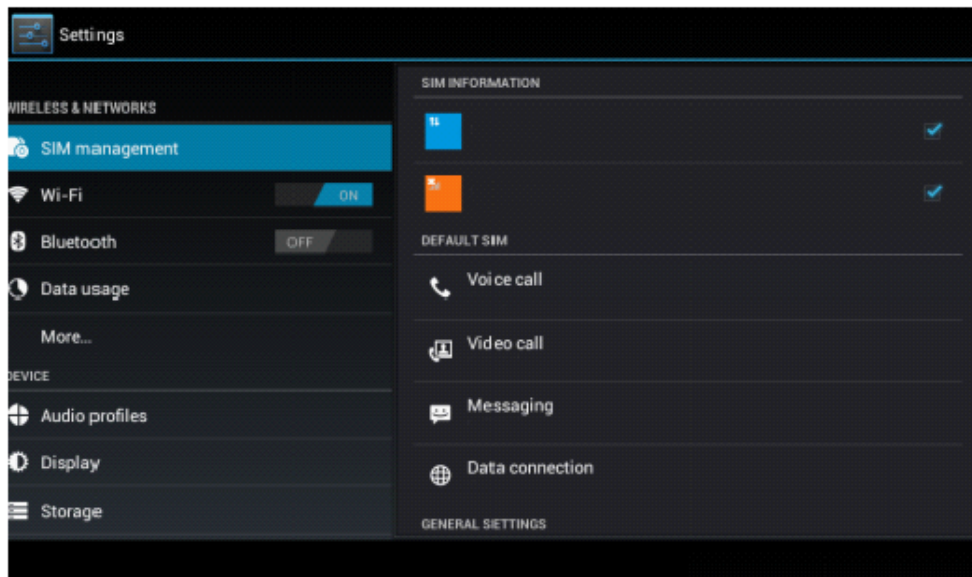 Settings
WIRELESS & NETWORKS
SIM management
Wi-Fi
ON
Bluetooth
OFF
Data usage
More...
DEVICE
Audio profiles
Display
Storage
SIM INFORMATION
DEFAULT SIM
Voice call
Video call
Messaging
Data connection
GENERAL SETTINGS